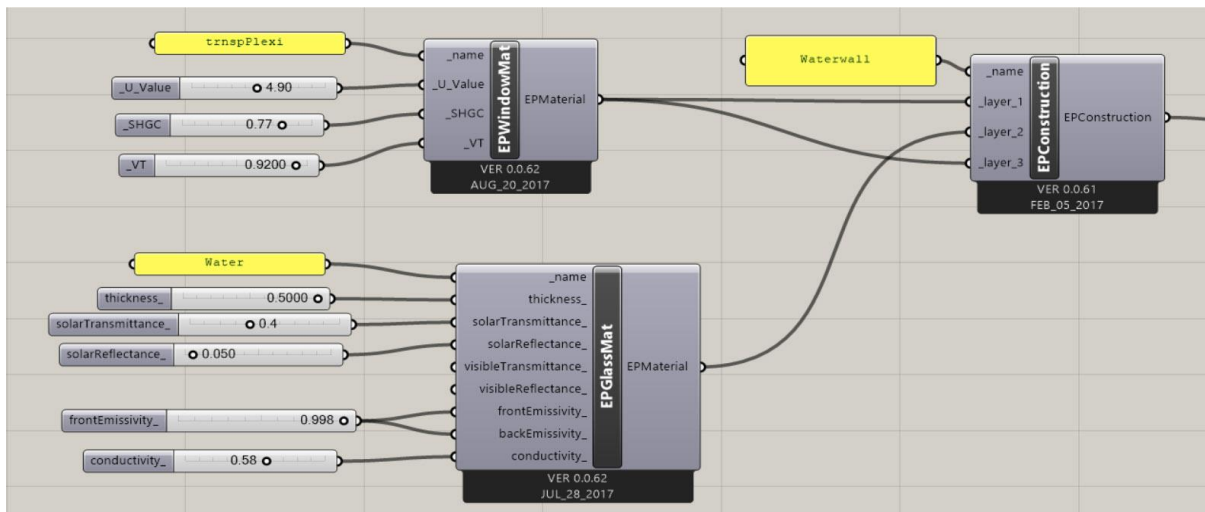 trnspPlexi
_U_Value
4.90
_SHGC
0.77
_VT
0.9200
_name
_U_Value
_SHGC
_VT
EPWindowMat
EPMaterial
VER 0.0.62
AUG_20_2017
Waterwall
_name
_layer_1
_layer_2
_layer_3
EPConstruction
EPConstruction
VER 0.0.61
FEB_05_2017
Water
thickness_
0.5000
solarTransmittance_
0.4
solarReflectance_
0.050
frontEmissivity_
0.998
conductivity_
0.58
_name
thickness_
solarTransmittance_
solarReflectance_
visibleTransmittance_
visibleReflectance_
frontEmissivity_
backEmissivity_
conductivity_
EPGlassMat
EPMaterial
VER 0.0.62
JUL_28_2017